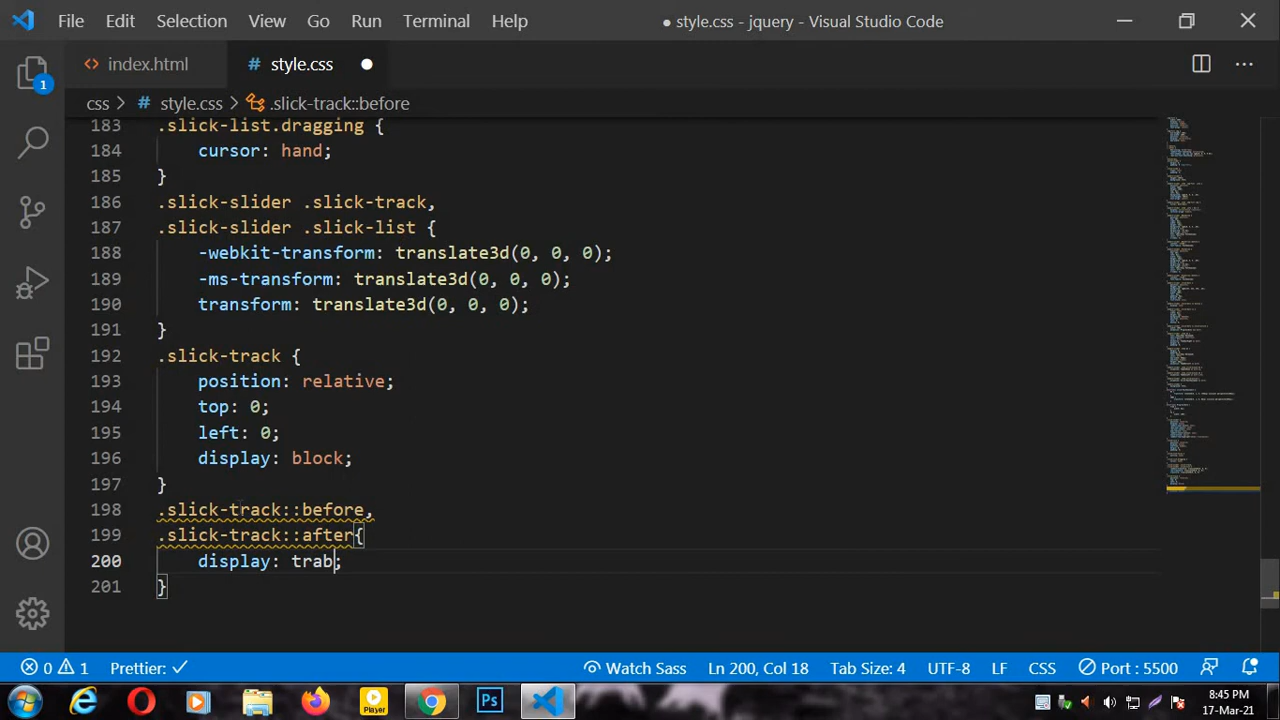 File Edit Selection View Go Run Terminal Help ● style.css - jquery - Visual Studio Code
<> index.html # style.css ●
1
css > # style.css > .slick-track::before
183 .slick-list.dragging {
184 cursor: hand;
185 }
186 .slick-slider .slick-track,
187 .slick-slider .slick-list {
188 -webkit-transform: translate3d(0, 0, 0);
189 -ms-transform: translate3d(0, 0, 0);
190 transform: translate3d(0, 0, 0);
191 }
192 .slick-track {
193 position: relative;
194 top: 0;
195 left: 0;
196 display: block;
197 }
198 .slick-track::before,
199 .slick-track::after{
200 display: trab;
201 }
0 1 Prettier: ✓ Watch Sass Ln 200, Col 18 Tab Size: 4 UTF-8 LF CSS Port : 5500
Player Ps 8:45 PM
17-Mar-21